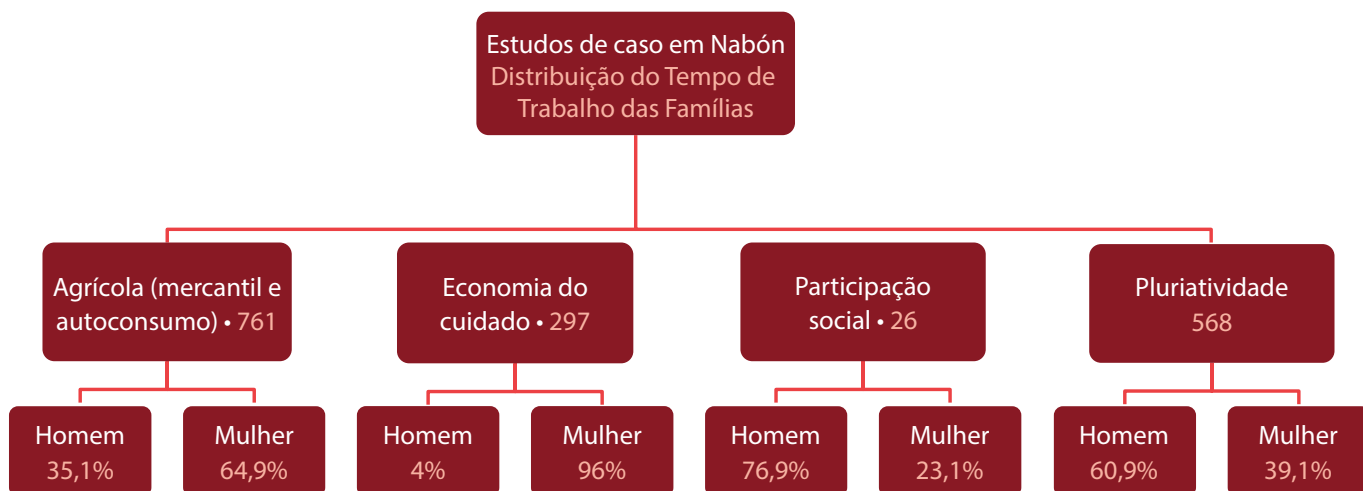 Estudos de caso em Nabón
Distribuição do Tempo de
Trabalho das Famílias
Agrícola (mercantil e
autoconsumo) • 761
Economia do
cuidado • 297
Participação
social • 26
Pluriatividade
568
Homem
35,1%
Mulher
64,9%
Homem
4%
Mulher
96%
Homem
76,9%
Mulher
23,1%
Homem
60,9%
Mulher
39,1%